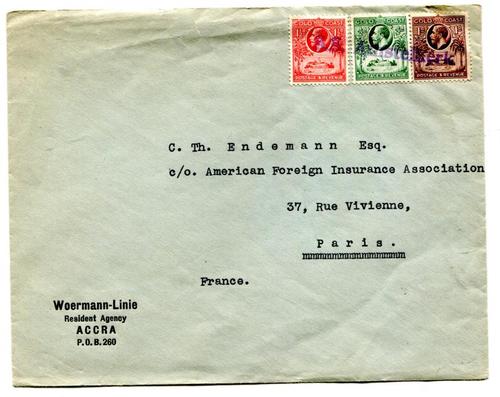 GOLD COAST
POSTAGE & REVENUE
GOLD COAST
POSTAGE & REVENUE
GOLD COAST
POSTAGE & REVENUE
C. Th. Endemann Esq.
c/o. American Foreign Insurance Association
37, Rue Vivienne,
Paris.
France.
Woermann-Linie
Resident Agency
ACCRA
P.O.B. 260